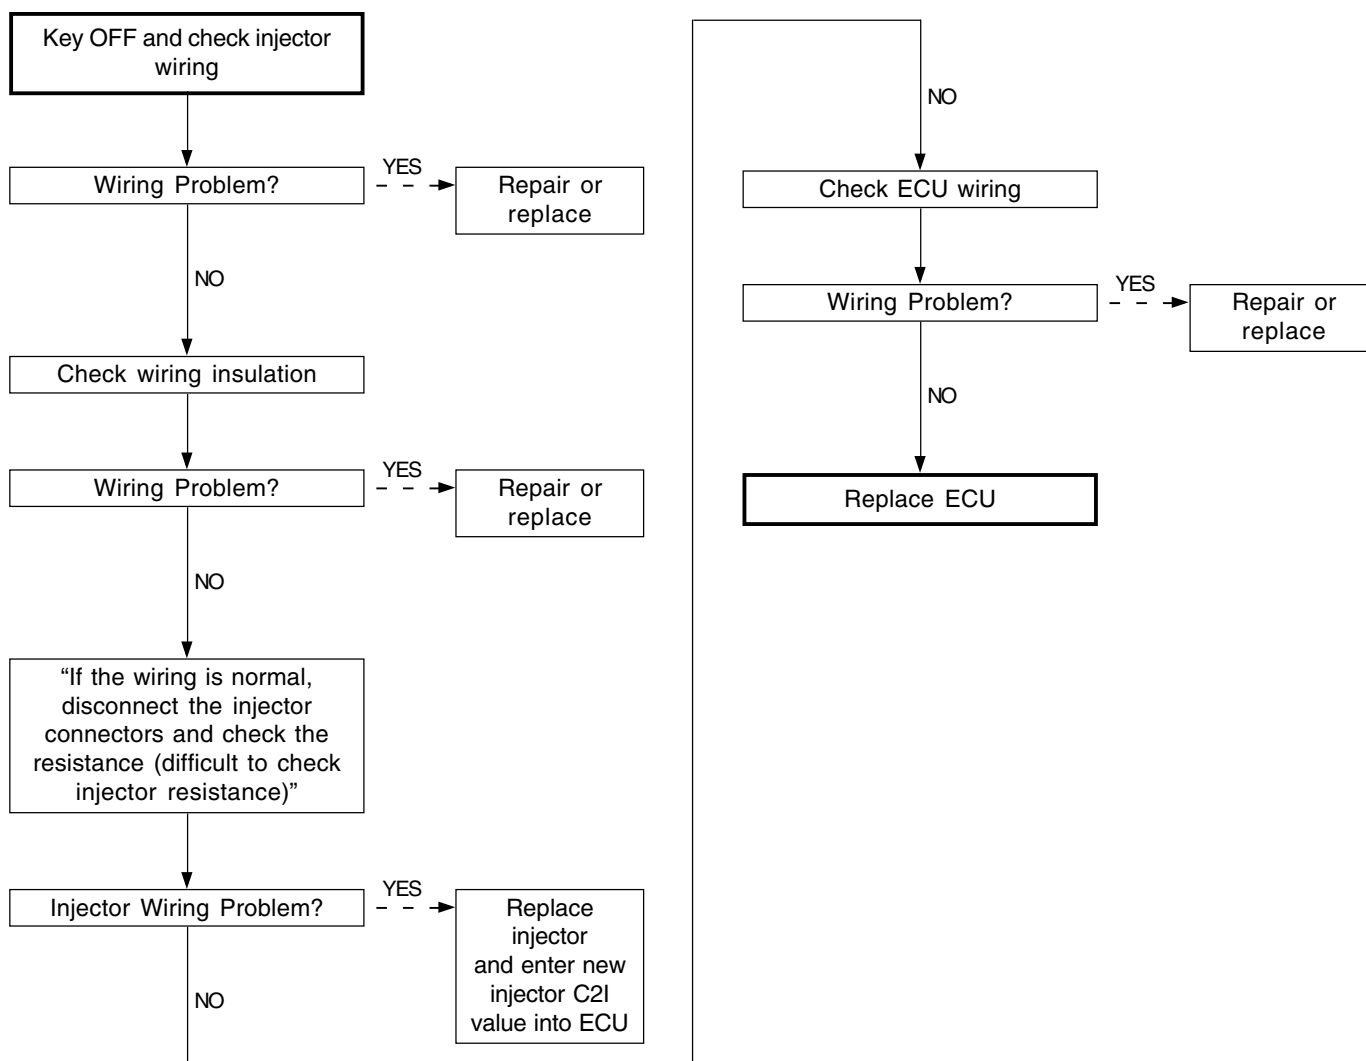 Key OFF and check injector
wiring
Wiring Problem?
YES
Repair or
replace
NO
Check wiring insulation
Wiring Problem?
YES
Repair or
replace
NO
“If the wiring is normal,
disconnect the injector
connectors and check the
resistance (difficult to check
injector resistance)”
Injector Wiring Problem?
YES
Replace
injector
and enter new
injector C2I
value into ECU
NO
NO
Check ECU wiring
Wiring Problem?
YES
Repair or
replace
NO
Replace ECU